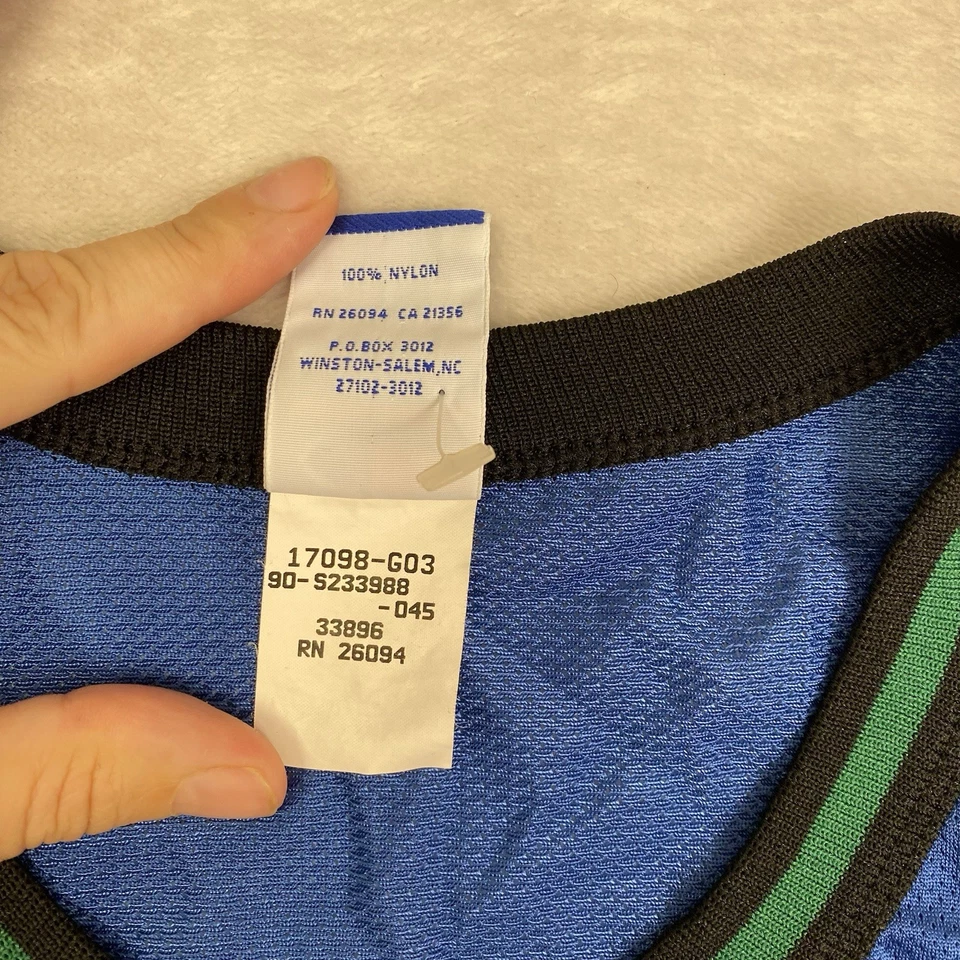 100% NYLON
RN 26094 CA 21356
P.O.BOX 3012
WINSTON-SALEM,NC
27102-3012
17098-G03
90-S233988
-045
33896
RN 26094